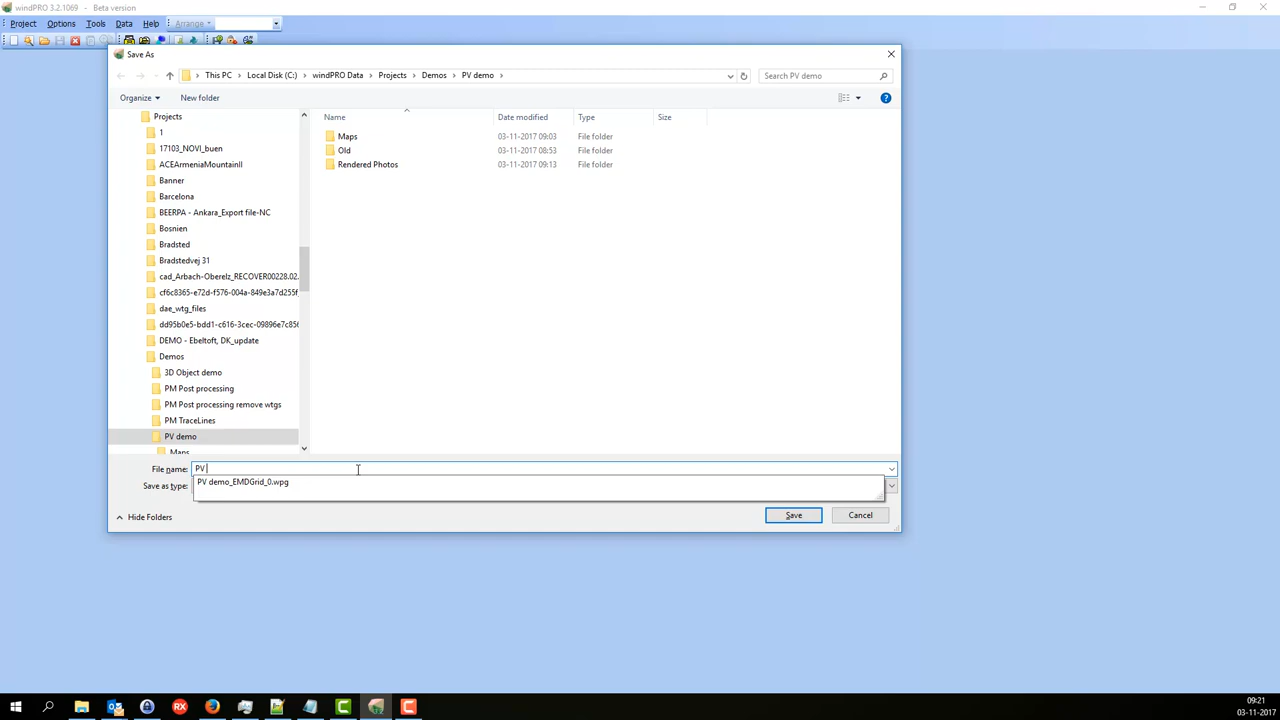 windPRO 3.2.1069 - Beta version
Project Options Tools Data Help Arrange
Save As
This PC Local Disk (C:) windPRO Data Projects Demos PV demo
Search PV demo
Organize New folder
Projects
1
17103_NOVI_buen
ACEArmeniaMountainII
Banner
Barcelona
BEERPA - Ankara_Export file-NC
Bosnien
Bradsted
Bradstedvej 31
cad_Arbach-Oberelz_RECOVER00228.02.
cf6c8365-e72d-f576-004a-849e3a7d255f
dae_wtg_files
dd95b0e5-bdd1-c616-3cec-09896e7c856
DEMO - Ebeltoft, DK_update
Demos
3D Object demo
PM Post processing
PM Post processing remove wtgs
PM TraceLines
PV demo
Maps
Name Date modified Type Size
Maps 03-11-2017 09:03 File folder
Old 03-11-2017 08:53 File folder
Rendered Photos 03-11-2017 09:13 File folder
File name: PV
PV demo_EMDGrid_0.wpg
Save as type:
Hide Folders
Save Cancel
RX
09:21
03-11-2017